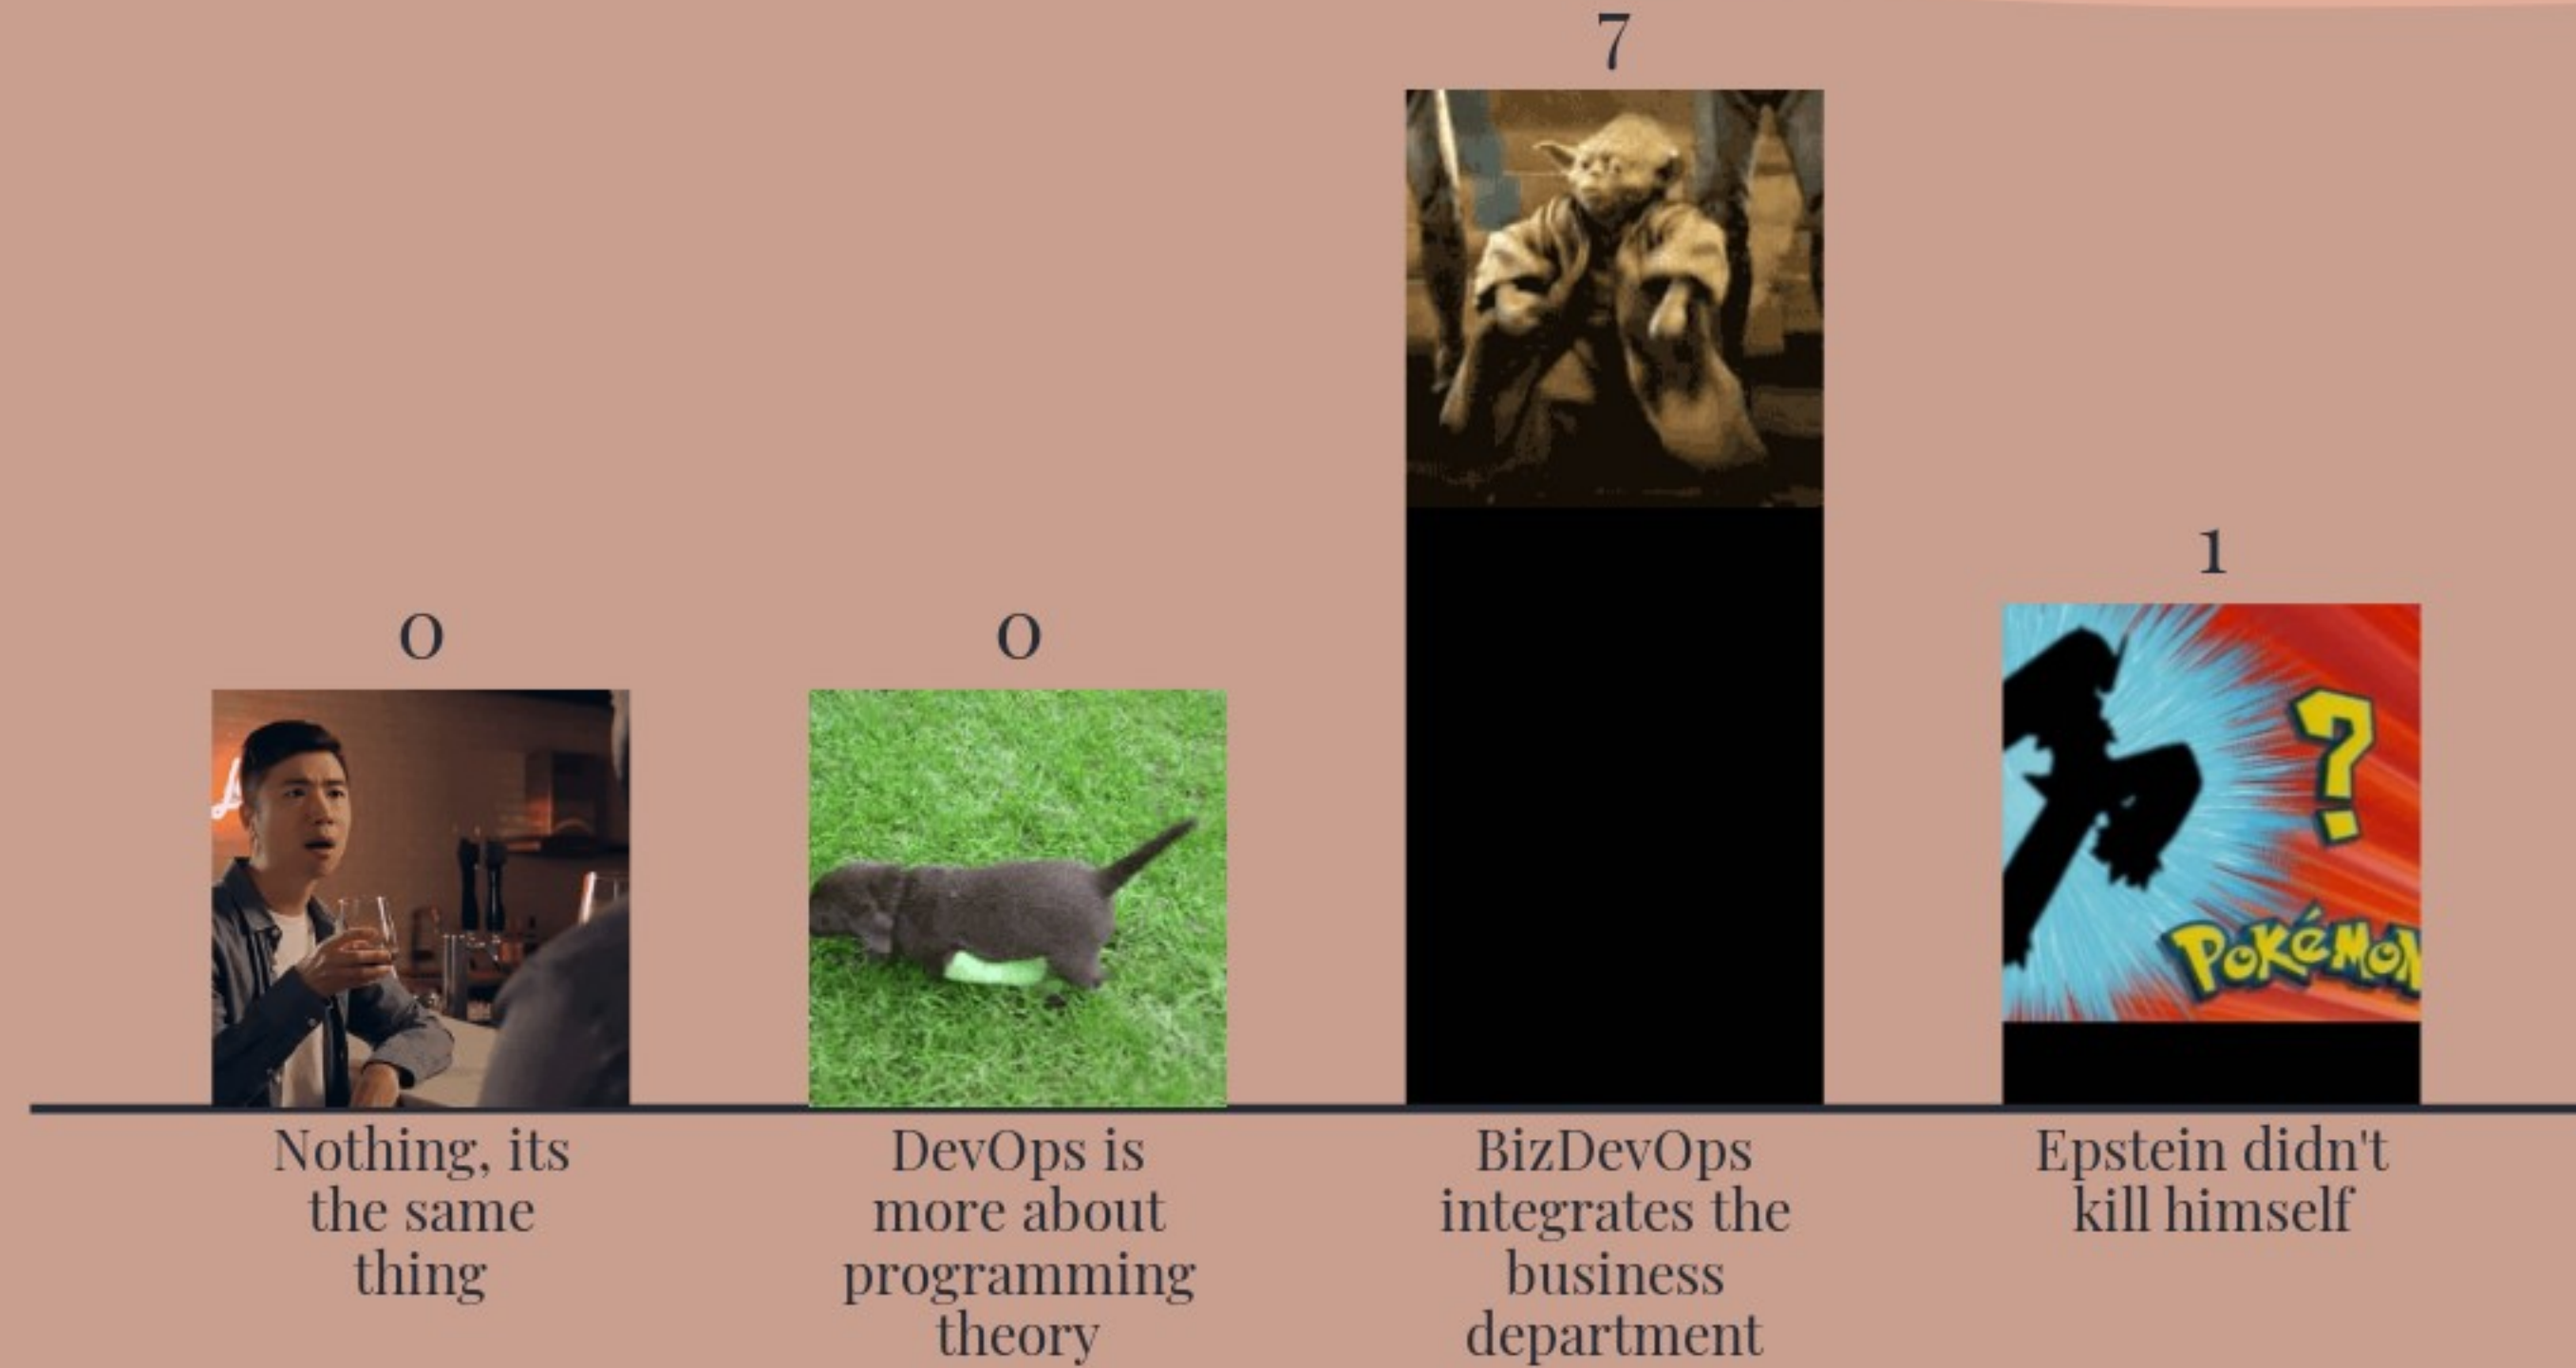 7
1
0
0
?
POKéMON
Nothing, its
the same
thing
DevOps is
more about
programming
theory
BizDevOps
integrates the
business
department
Epstein didn't
kill himself